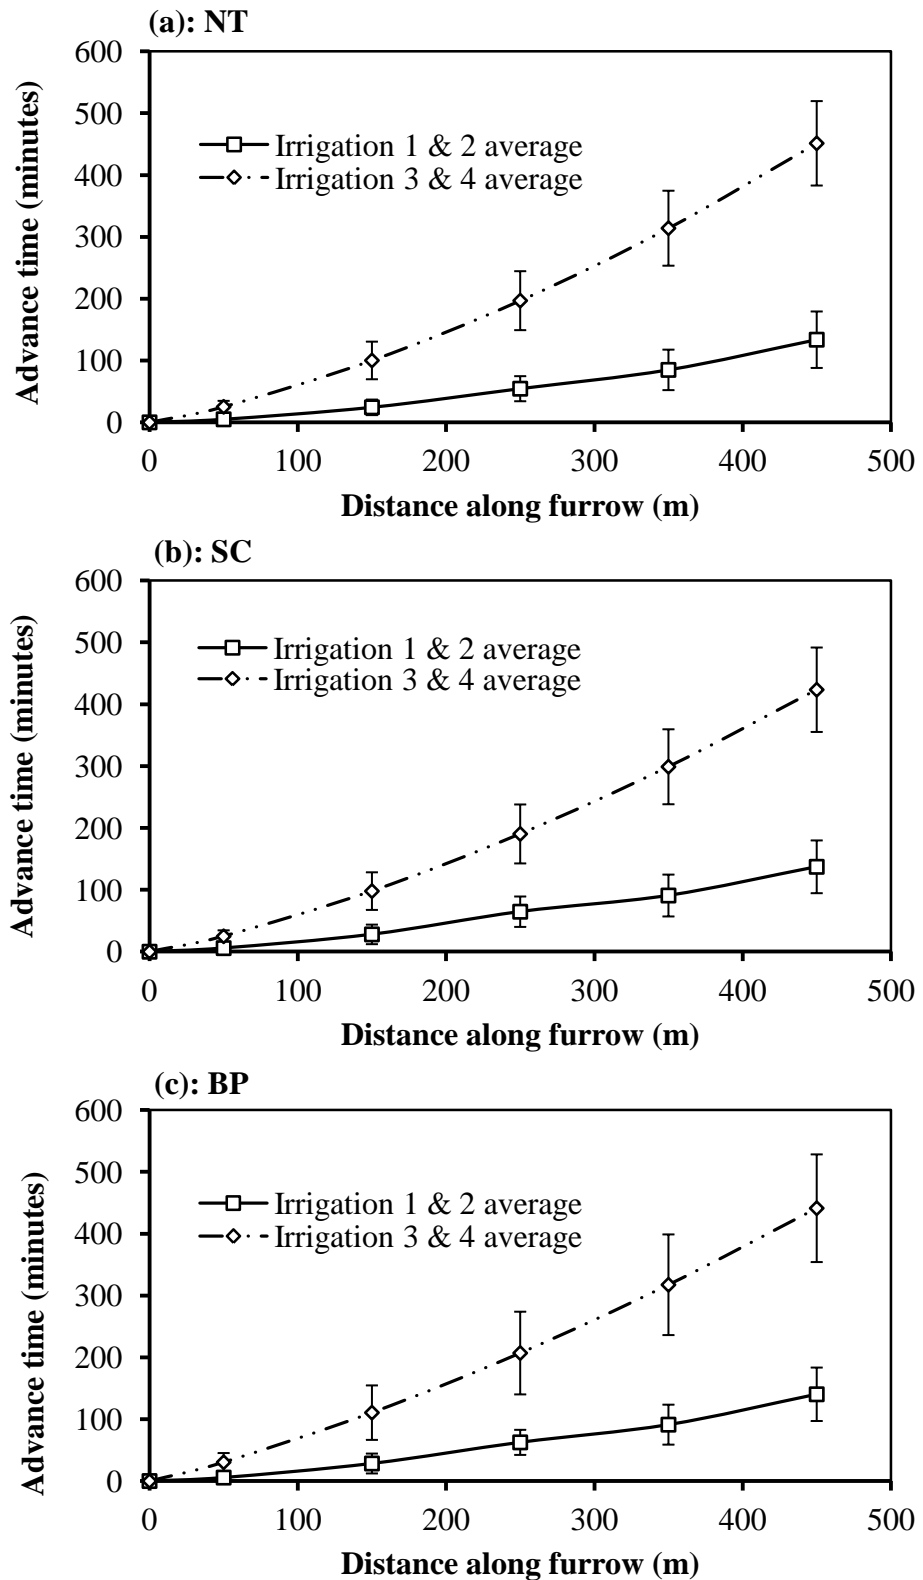 (a): NT
600
500
400
300
200
100
0
Advance time (minutes)
Irrigation 1 & 2 average
Irrigation 3 & 4 average
0 100 200 300 400 500
Distance along furrow (m)
(b): SC
600
500
400
300
200
100
0
Advance time (minutes)
Irrigation 1 & 2 average
Irrigation 3 & 4 average
0 100 200 300 400 500
Distance along furrow (m)
(c): BP
600
500
400
300
200
100
0
Advance time (minutes)
Irrigation 1 & 2 average
Irrigation 3 & 4 average
0 100 200 300 400 500
Distance along furrow (m)